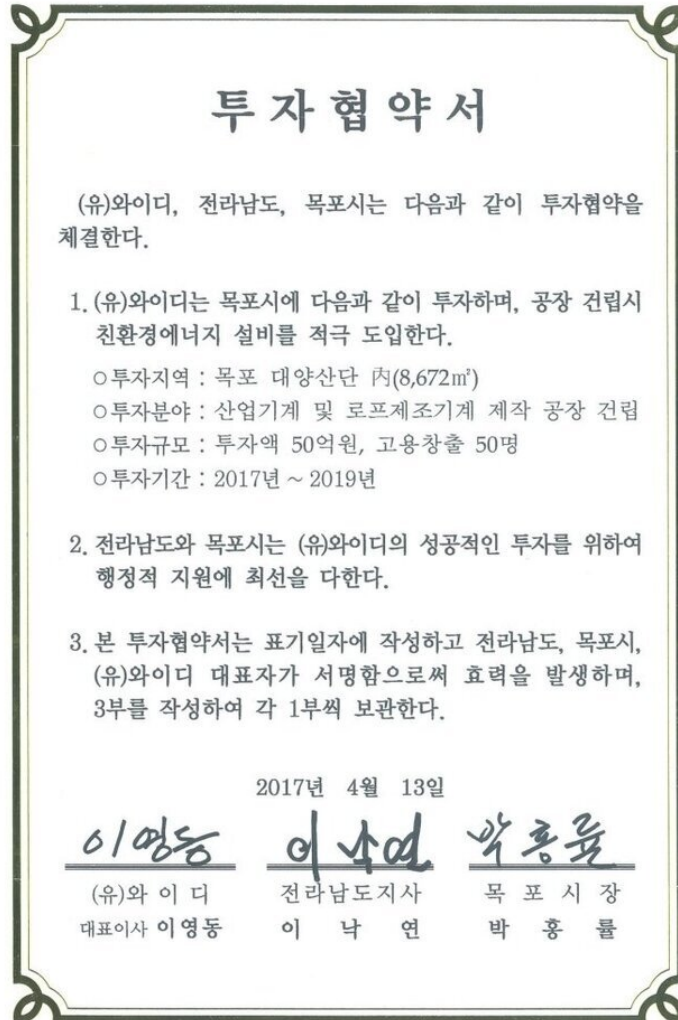 투자협약서
(유)와이디, 전라남도, 목포시는 다음과 같이 투자협약을
체결한다.
1. (유)와이디는 목포시에 다음과 같이 투자하며, 공장 건립시
친환경에너지 설비를 적극 도입한다.
○투자지역 : 목포 대양산단 內(8,672㎡)
○투자분야 : 산업기계 및 로프제조기계 제작 공장 건립
○투자규모 : 투자액 50억원, 고용창출 50명
○투자기간 : 2017년 ~ 2019년
2. 전라남도와 목포시는 (유)와이디의 성공적인 투자를 위하여
행정적 지원에 최선을 다한다.
3. 본 투자협약서는 표기일자에 작성하고 전라남도, 목포시,
(유)와이디 대표자가 서명함으로써 효력을 발생하며,
3부를 작성하여 각 1부씩 보관한다.
2017년 4월 13일
이영동 이낙연 박홍률
(유)와 이 디 전라남도지사 목 포 시 장
대표이사 이영동 이 낙 연 박 홍 률